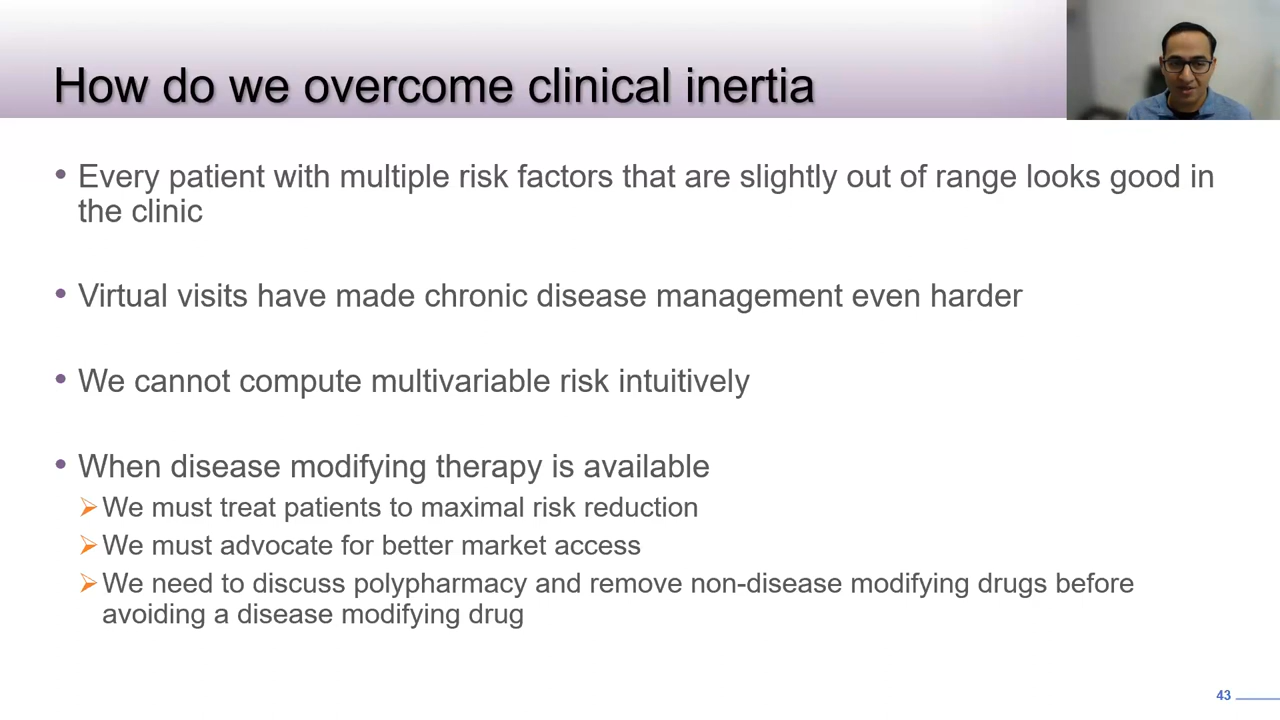 How do we overcome clinical inertia
• Every patient with multiple risk factors that are slightly out of range looks good in
the clinic
• Virtual visits have made chronic disease management even harder
• We cannot compute multivariable risk intuitively
• When disease modifying therapy is available
➢ We must treat patients to maximal risk reduction
➢ We must advocate for better market access
➢ We need to discuss polypharmacy and remove non-disease modifying drugs before
avoiding a disease modifying drug
43